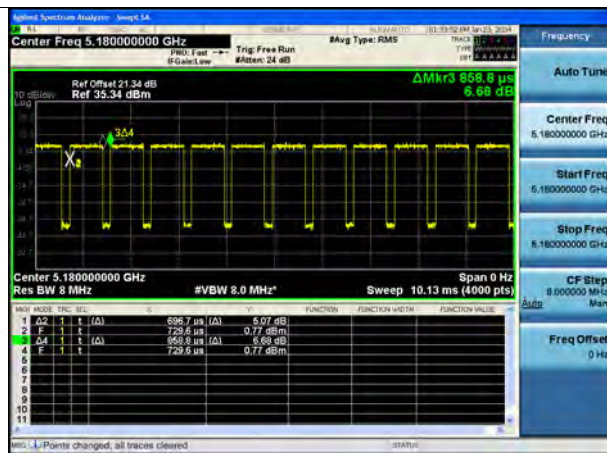 Agilent Spectrum Analyzer - Swept SA
RL
#Avg Type: RMS
01:39:52 PM Jan 23, 2024
Center Freq 5.180000000 GHz
PNO: Fast
IFGain:Low
Trig: Free Run
#Atten: 24 dB
TRACE
TYPE
DET
ΔMkr3 858.8 µs
6.68 dB
Ref Offset 21.34 dB
Ref 35.34 dBm
10 dB/div
Log
3Δ4
Center 5.180000000 GHz
Span 0 Hz
Res BW 8 MHz
#VBW 8.0 MHz*
Sweep 10.13 ms (4000 pts)
MKR MODE TRC SCL X Y FUNCTION FUNCTION WIDTH FUNCTION VALUE
1 Δ2 1 t (Δ) 696.7 µs (Δ) 5.07 dB
2 F 1 t 729.6 µs 0.77 dBm
3 Δ4 1 t (Δ) 858.8 µs (Δ) 6.68 dB
4 F 1 t 729.6 µs 0.77 dBm
5
6
7
8
9
10
11
MSG Points changed; all traces cleared
STATUS
Frequency
Auto Tune
Center Freq
5.180000000 GHz
Start Freq
5.180000000 GHz
Stop Freq
5.180000000 GHz
CF Step
8.000000 MHz
Auto Man
Freq Offset
0 Hz